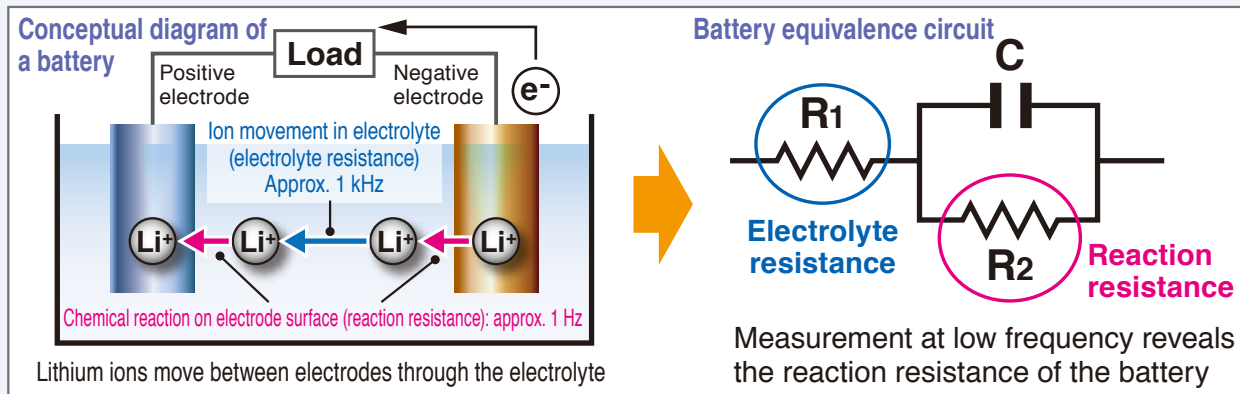 Conceptual diagram of
a battery
Load
Positive
electrode
Negative
electrode
e-
Ion movement in electrolyte
(electrolyte resistance)
Approx. 1 kHz
Li+
Li+
Li+
Li+
Chemical reaction on electrode surface (reaction resistance): approx. 1 Hz
Lithium ions move between electrodes through the electrolyte
Battery equivalence circuit
C
R1
Electrolyte
resistance
R2
Reaction
resistance
Measurement at low frequency reveals
the reaction resistance of the battery